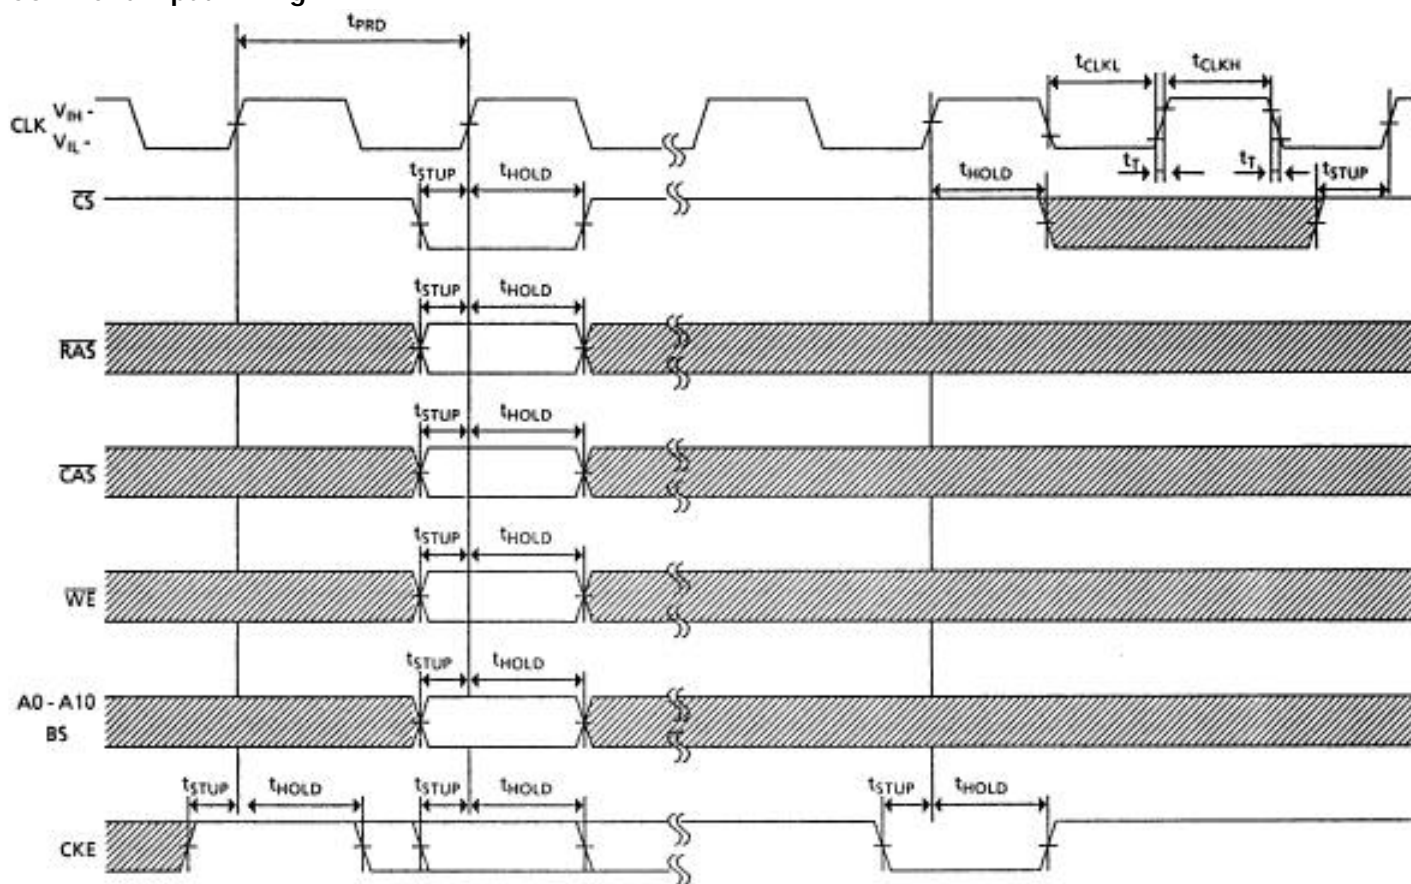 tPRD
tCLKL tCLKH
CLK VIH -
VIL -
tSTUP tHOLD tHOLD tT tT tSTUP
CS
tSTUP tHOLD
RAS
tSTUP tHOLD
CAS
tSTUP tHOLD
WE
tSTUP tHOLD
A0 - A10
BS
tSTUP tHOLD tSTUP tHOLD tSTUP tHOLD
CKE